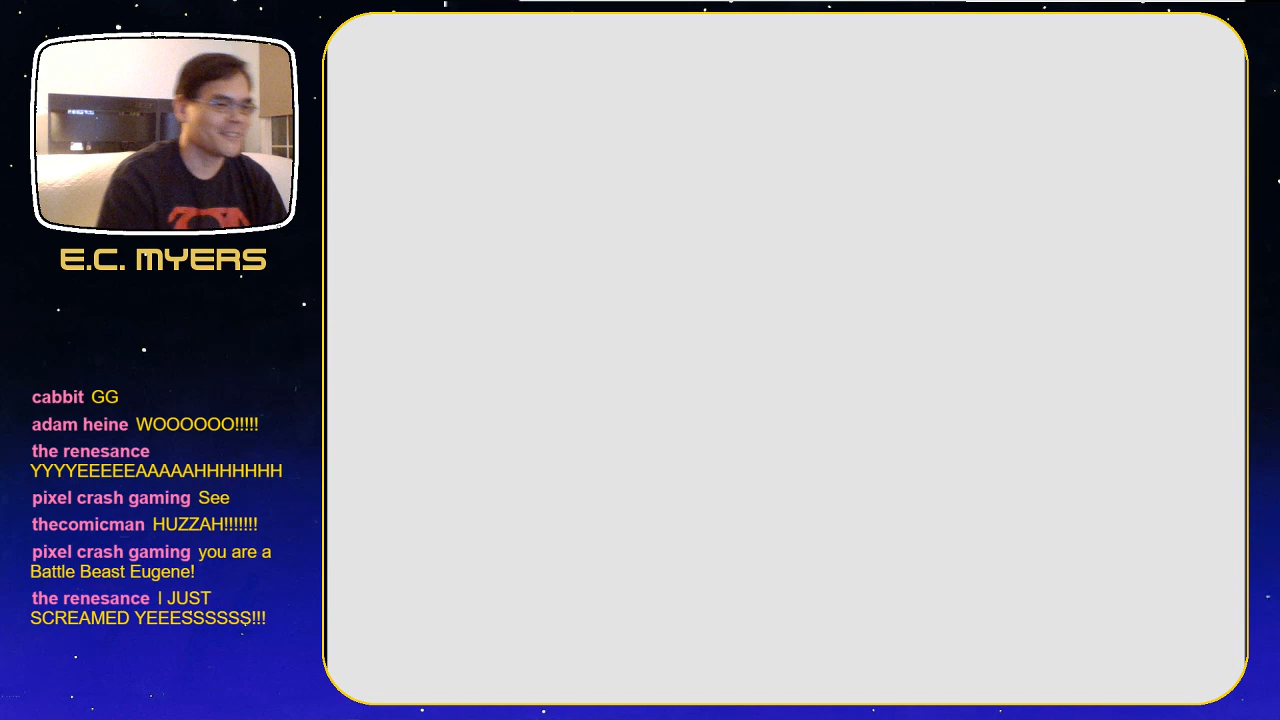 E.C. MYERS
cabbit GG
adam heine WOOOOOO!!!!!
the renesance
YYYYEEEEEAAAAAHHHHHHH
pixel crash gaming See
thecomicman HUZZAH!!!!!!!
pixel crash gaming you are a
Battle Beast Eugene!
the renesance I JUST
SCREAMED YEEESSSSSS!!!